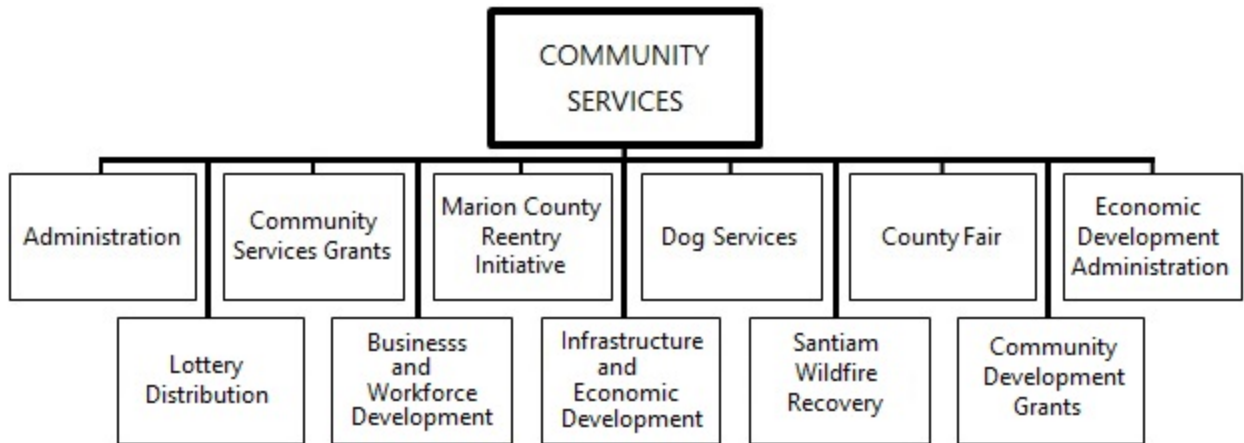 COMMUNITY
SERVICES
Administration
Community
Services Grants
Marion County
Reentry
Initiative
Dog Services
County Fair
Economic
Development
Administration
Lottery
Distribution
Businesss
and
Workforce
Development
Infrastructure
and
Economic
Development
Santiam
Wildfire
Recovery
Community
Development
Grants